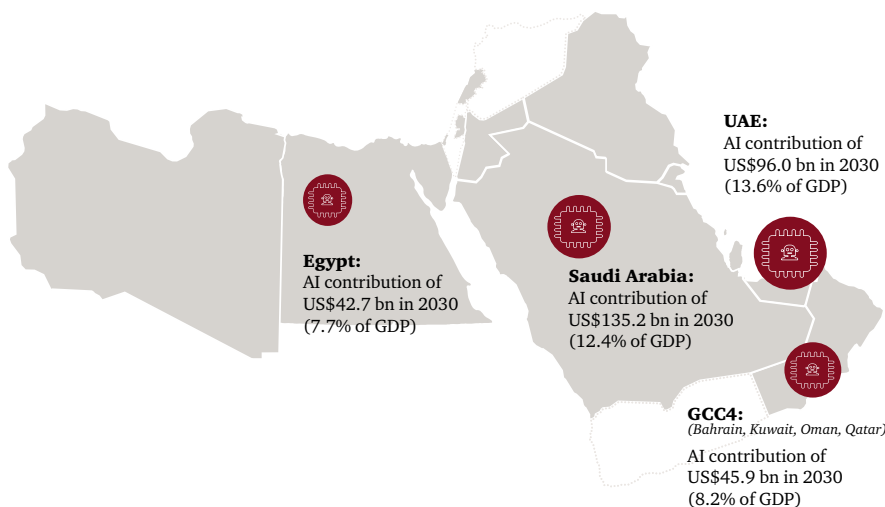 UAE:
AI contribution of
US$96.0 bn in 2030
(13.6% of GDP)
Egypt:
AI contribution of
US$42.7 bn in 2030
(7.7% of GDP)
Saudi Arabia:
AI contribution of
US$135.2 bn in 2030
(12.4% of GDP)
GCC4:
(Bahrain, Kuwait, Oman, Qatar)
AI contribution of
US$45.9 bn in 2030
(8.2% of GDP)